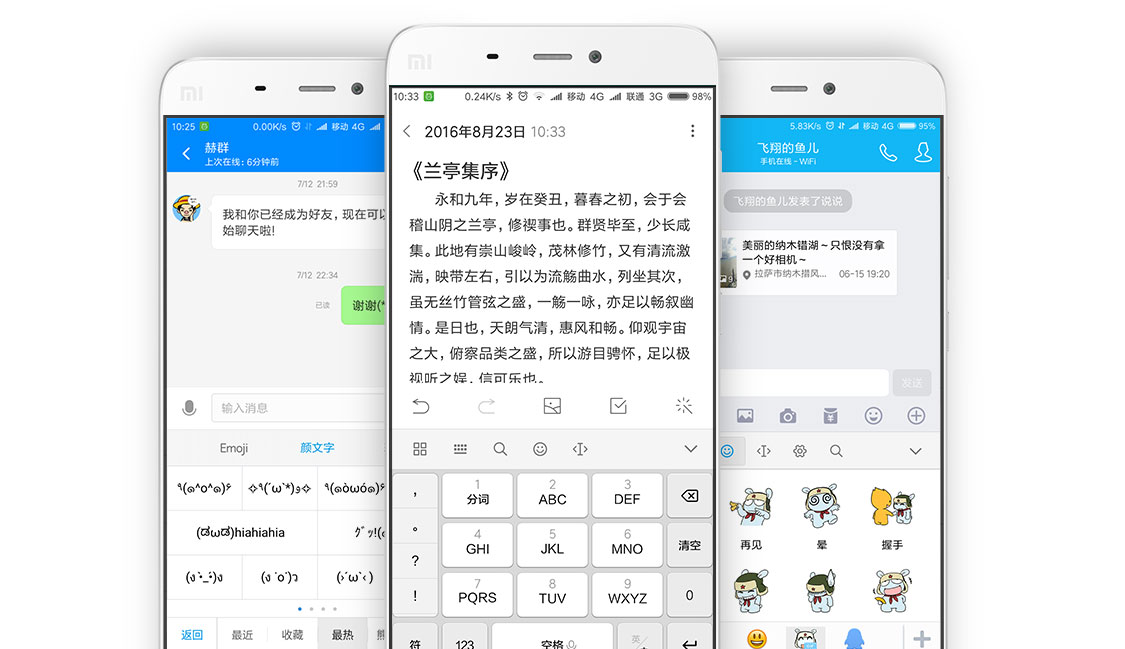 mi
10:25
0.00K/s
移动 4G
赫群
上次在线：6分钟前
7/12 21:59
我和你已经成为好友，现在可以
始聊天啦!
7/12 22:34
已读
谢谢(*
输入消息
Emoji
颜文字
٩(๑^o^๑)۶
✧٩(ˊωˋ*)و✧
٩(๑òωó๑)۶
(ಡωಡ)hiahiahia
(ง •̀_•́)ง
(ง ˙o˙)ว
(›´ω`‹ )
返回
最近
收藏
最热
熊
mi
10:33
0.24K/s
移动 4G
联通 3G
98%
2016年8月23日 10:33
《兰亭集序》
永和九年，岁在癸丑，暮春之初，会于会
稽山阴之兰亭，修禊事也。群贤毕至，少长咸
集。此地有崇山峻岭，茂林修竹，又有清流激
湍，映带左右，引以为流觞曲水，列坐其次，
虽无丝竹管弦之盛，一觞一咏，亦足以畅叙幽
情。是日也，天朗气清，惠风和畅。仰观宇宙
之大，俯察品类之盛，所以游目骋怀，足以极
视听之娱，信可乐也。
，
1
分词
2
ABC
3
DEF
。
4
GHI
5
JKL
6
MNO
清空
?
7
PQRS
8
TUV
9
WXYZ
0
!
符
123
空格
英
5.83K/s
移动 4G
95%
飞翔的鱼儿
手机在线 - WiFi
飞翔的鱼儿发表了说说
美丽的纳木错湖～只恨没有拿
一个好相机～
拉萨市纳木措风... 06-15 19:20
发送
再见
晕
握手